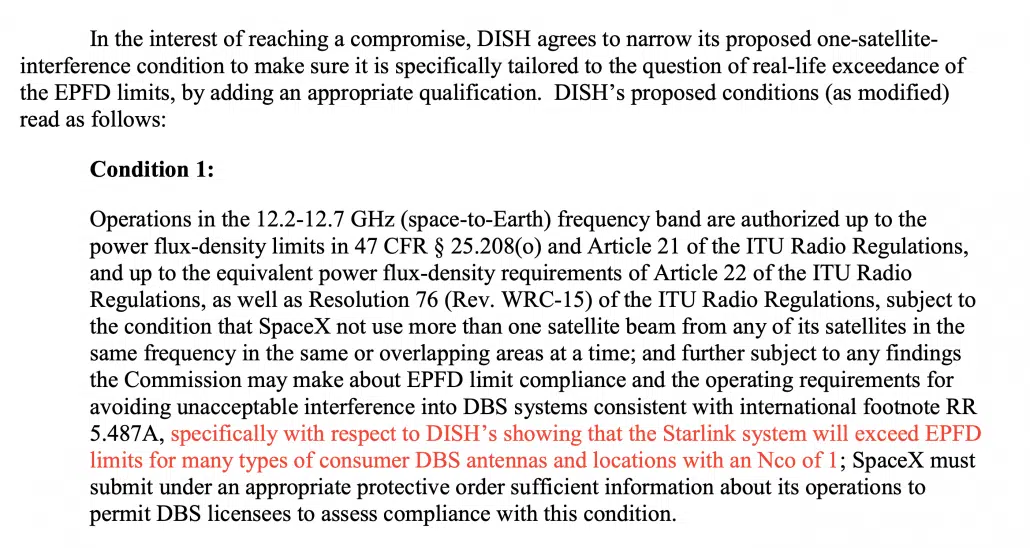 In the interest of reaching a compromise, DISH agrees to narrow its proposed one-satellite-
interference condition to make sure it is specifically tailored to the question of real-life exceedance of
the EPFD limits, by adding an appropriate qualification.  DISH’s proposed conditions (as modified)
read as follows:
Condition 1:
Operations in the 12.2-12.7 GHz (space-to-Earth) frequency band are authorized up to the
power flux-density limits in 47 CFR § 25.208(o) and Article 21 of the ITU Radio Regulations,
and up to the equivalent power flux-density requirements of Article 22 of the ITU Radio
Regulations, as well as Resolution 76 (Rev. WRC-15) of the ITU Radio Regulations, subject to
the condition that SpaceX not use more than one satellite beam from any of its satellites in the
same frequency in the same or overlapping areas at a time; and further subject to any findings
the Commission may make about EPFD limit compliance and the operating requirements for
avoiding unacceptable interference into DBS systems consistent with international footnote RR
5.487A, specifically with respect to DISH’s showing that the Starlink system will exceed EPFD
limits for many types of consumer DBS antennas and locations with an Nco of 1; SpaceX must
submit under an appropriate protective order sufficient information about its operations to
permit DBS licensees to assess compliance with this condition.